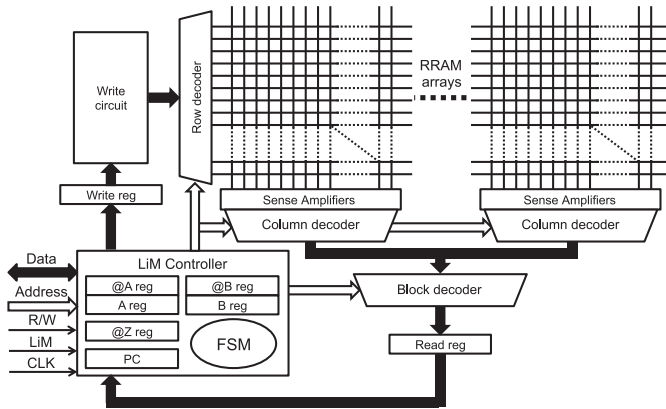 Write
circuit
Row decoder
RRAM
arrays
Write reg
Sense Amplifiers
Sense Amplifiers
Column decoder
Column decoder
LiM Controller
Data
@A reg
@B reg
Address
A reg
B reg
Block decoder
R/W
@Z reg
FSM
LiM
PC
Read reg
CLK